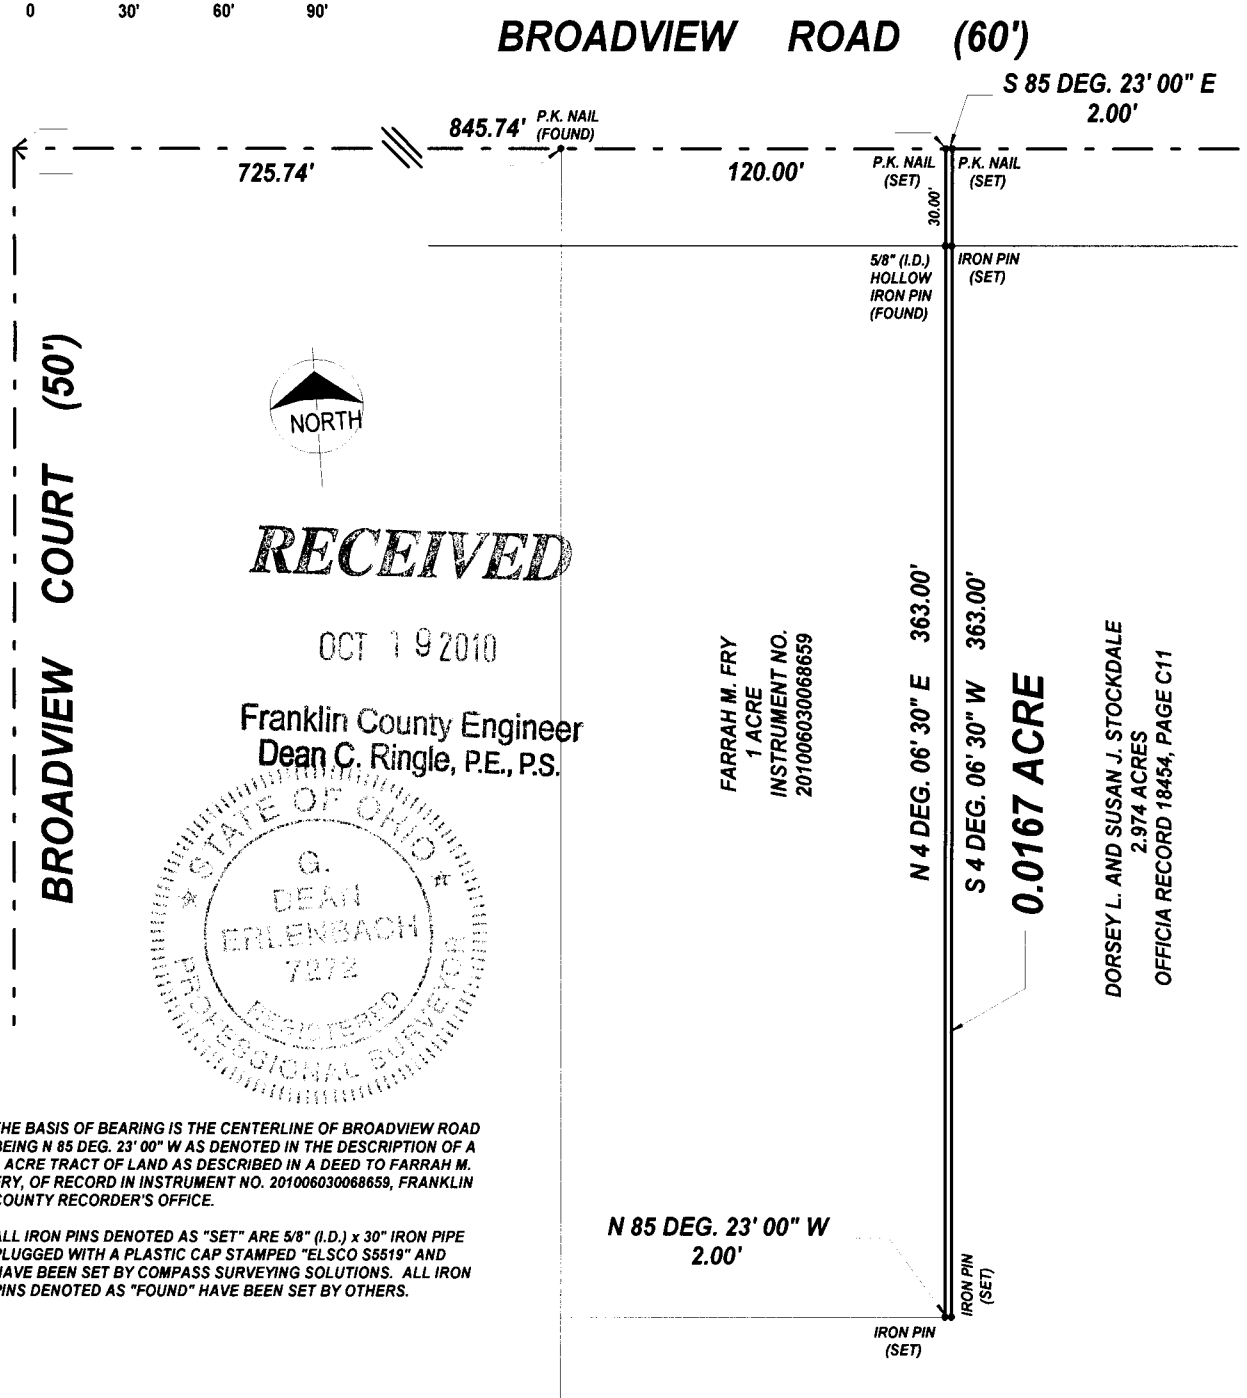 0 30' 60' 90'
BROADVIEW ROAD (60')
S 85 DEG. 23' 00" E
2.00'
845.74'
P.K. NAIL
(FOUND)
725.74'
120.00'
P.K. NAIL
(SET)
P.K. NAIL
(SET)
30.00'
5/8" (I.D.)
HOLLOW
IRON PIN
(FOUND)
IRON PIN
(SET)
BROADVIEW COURT (50')
NORTH
RECEIVED
OCT 19 2010
Franklin County Engineer
Dean C. Ringle, P.E., P.S.
STATE OF OHIO
G.
DEAN
ERLENBACH
7272
REGISTERED
PROFESSIONAL SURVEYOR
FARRAH M. FRY
1 ACRE
INSTRUMENT NO.
201006030068659
N 4 DEG. 06' 30" E 363.00'
S 4 DEG. 06' 30" W 363.00'
0.0167 ACRE
DORSEY L. AND SUSAN J. STOCKDALE
2.974 ACRES
OFFICIA RECORD 18454, PAGE C11
HE BASIS OF BEARING IS THE CENTERLINE OF BROADVIEW ROAD
BEING N 85 DEG. 23' 00" W AS DENOTED IN THE DESCRIPTION OF A
ACRE TRACT OF LAND AS DESCRIBED IN A DEED TO FARRAH M.
FRY, OF RECORD IN INSTRUMENT NO. 201006030068659, FRANKLIN
COUNTY RECORDER'S OFFICE.
ALL IRON PINS DENOTED AS "SET" ARE 5/8" (I.D.) x 30" IRON PIPE
PLUGGED WITH A PLASTIC CAP STAMPED "ELSCO S5519" AND
HAVE BEEN SET BY COMPASS SURVEYING SOLUTIONS. ALL IRON
PINS DENOTED AS "FOUND" HAVE BEEN SET BY OTHERS.
N 85 DEG. 23' 00" W
2.00'
IRON PIN
(SET)
IRON PIN
(SET)